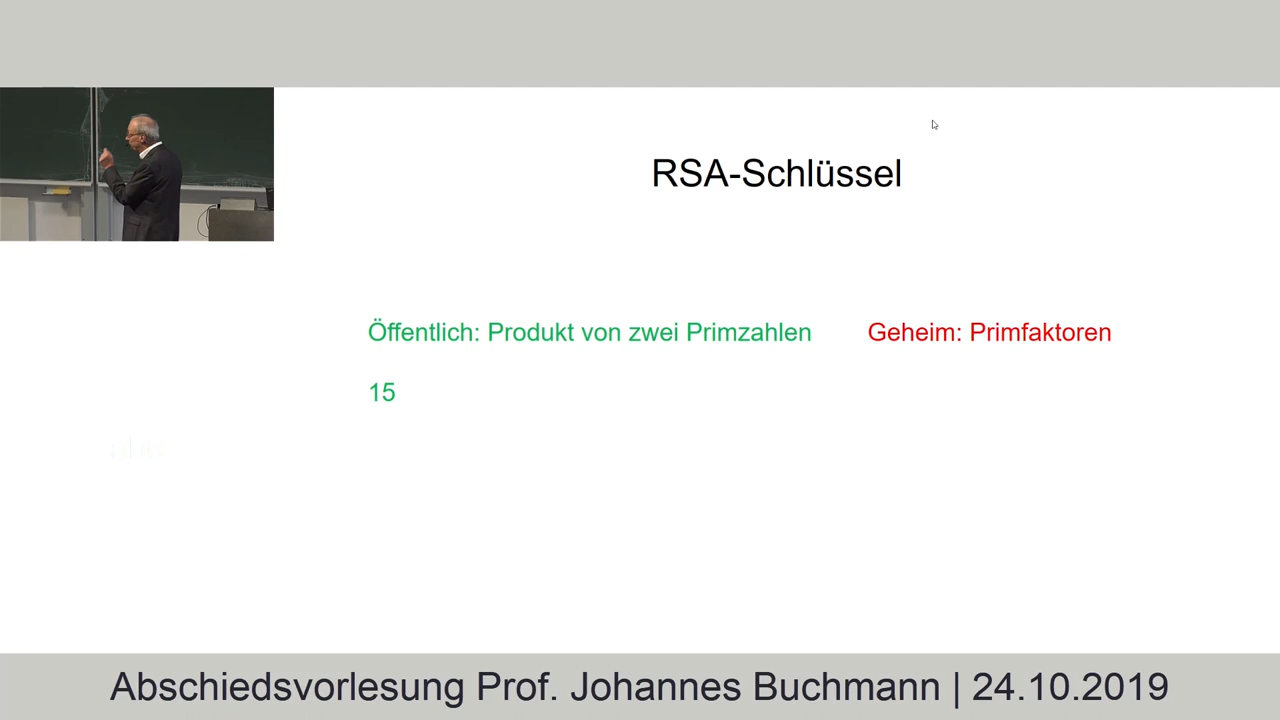 RSA-Schlüssel
Öffentlich: Produkt von zwei Primzahlen
Geheim: Primfaktoren
15
Abschiedsvorlesung Prof. Johannes Buchmann | 24.10.2019